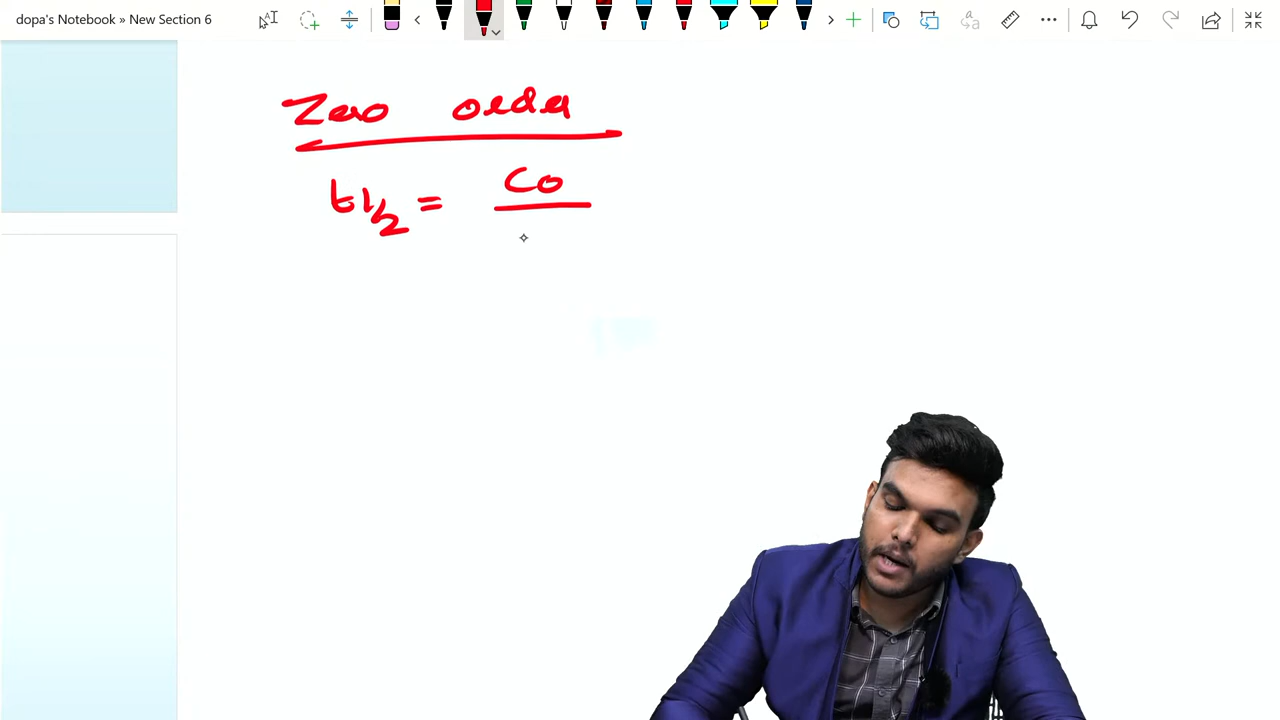 dopa's Notebook » New Section 6
Zero order
t1/2 = Co